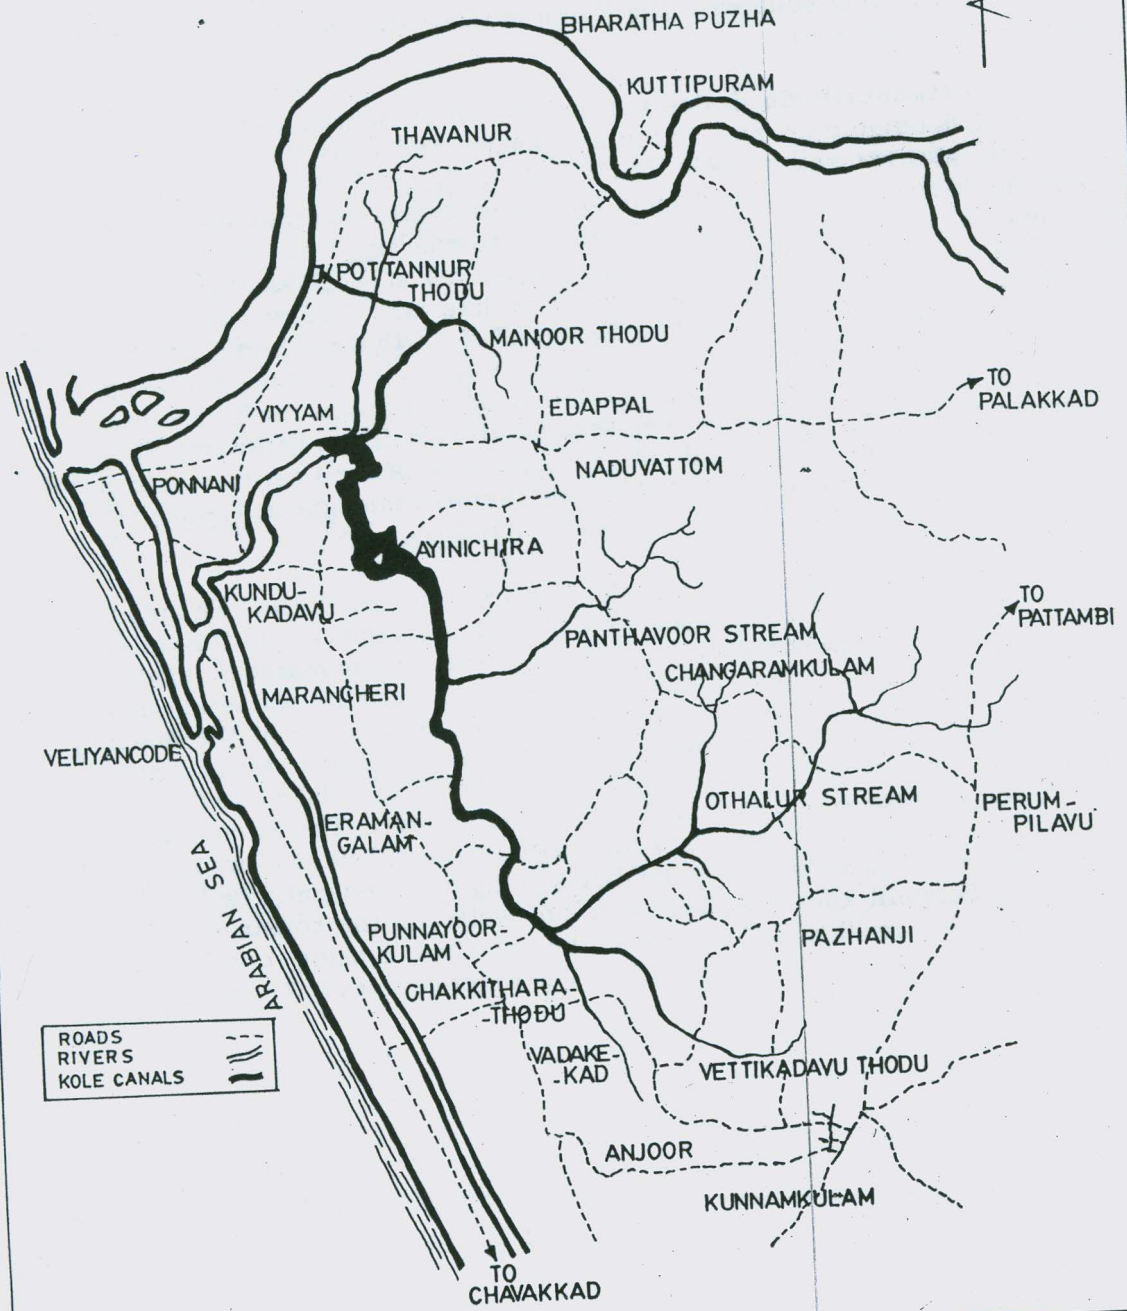 BHARATHA PUZHA
KUTTIPURAM
THAVANUR
POTTANNUR
THODU
MANOOR THODU
TO
PALAKKAD
VIYYAM
EDAPPAL
NADUVATTOM
PONNANI
AYINICHIRA
KUNDU-
KADAVU
TO
PATTAMBI
PANTHAVOOR STREAM
CHANGARAMKULAM
MARANCHERI
VELIYANCODE
OTHALUR STREAM
PERUM-
PILAVU
ERAMAN-
GALAM
ARABIAN SEA
PUNNAYOOR-
KULAM
PAZHANJI
CHAKKITHARA-
-THODU
ROADS
RIVERS
KOLE CANALS
VADAKE-
-KAD
VETTIKADAVU THODU
ANJOOR
KUNNAMKULAM
TO
CHAVAKKAD